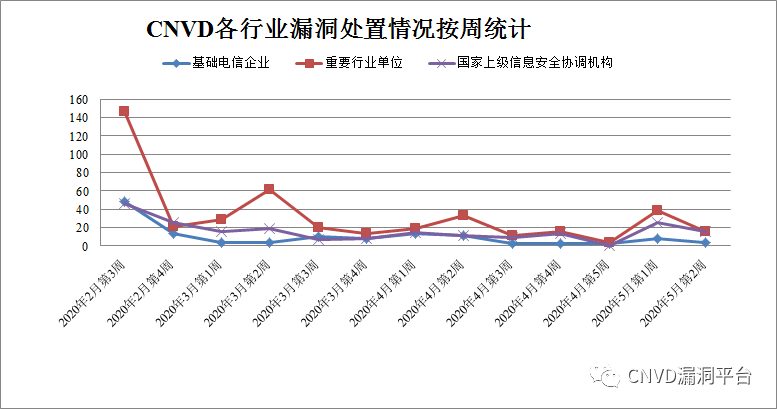 CNVD各行业漏洞处置情况按周统计
基础电信企业 重要行业单位 国家上级信息安全协调机构
160
140
120
100
80
60
40
20
0
2020年2月第3周
2020年2月第4周
2020年3月第1周
2020年3月第2周
2020年3月第3周
2020年3月第4周
2020年4月第1周
2020年4月第2周
2020年4月第3周
2020年4月第4周
2020年4月第5周
2020年5月第1周
2020年5月第2周
CNVD漏洞平台